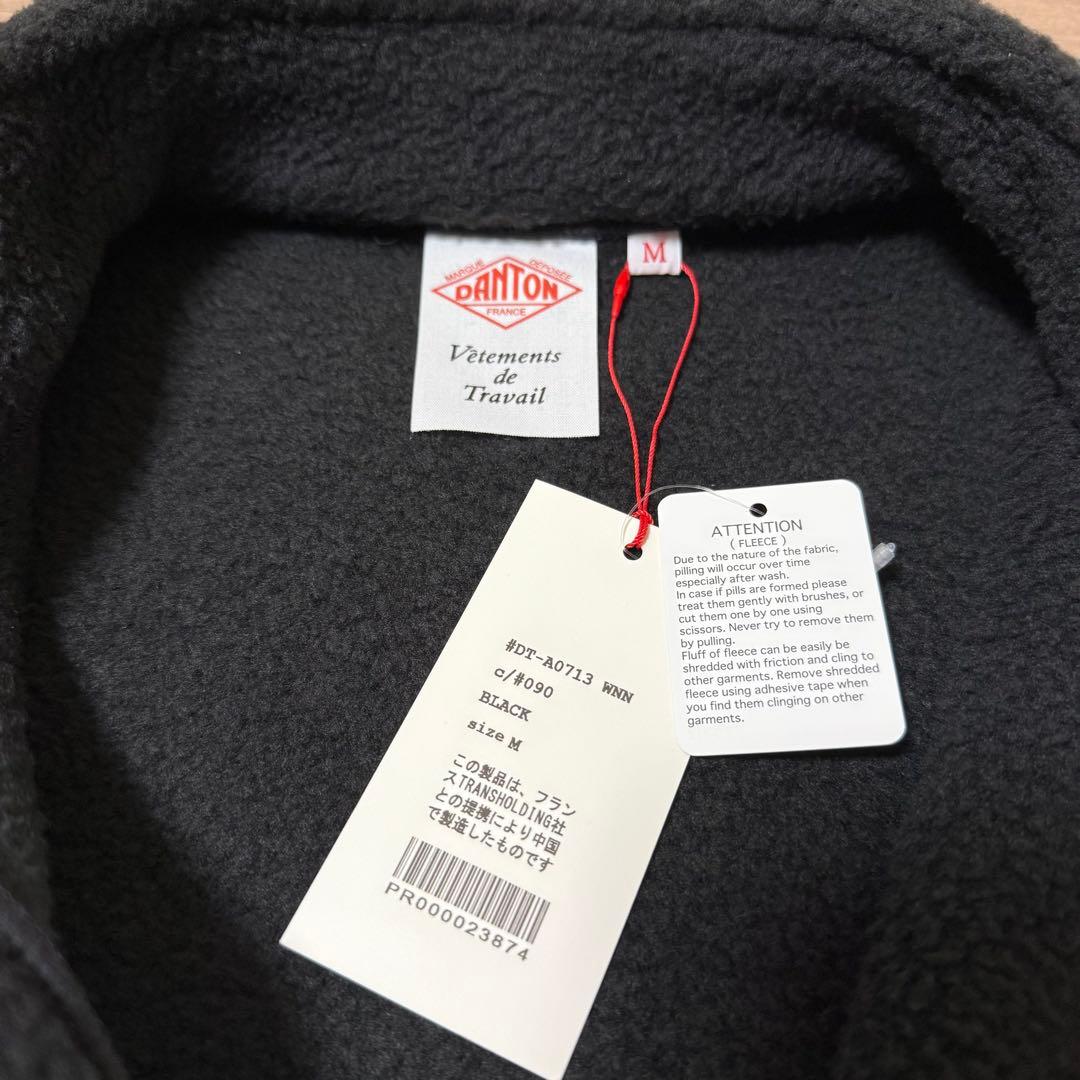 MARQUE DEPOSÉE
DANTON
FRANCE
Vêtements
de
Travail
M
#DT-A0713 WNN
c/#090
BLACK
size M
この製品は、フラン
スTRANSHOLDING社
との提携により中国
で製造したものです
PR000023874
ATTENTION
( FLEECE )
Due to the nature of the fabric,
pilling will occur over time
especially after wash.
In case if pills are formed please
treat them gently with brushes, or
cut them one by one using
scissors. Never try to remove them
by pulling.
Fluff of fleece can be easily be
shredded with friction and cling to
other garments. Remove shredded
fleece using adhesive tape when
you find them clinging on other
garments.